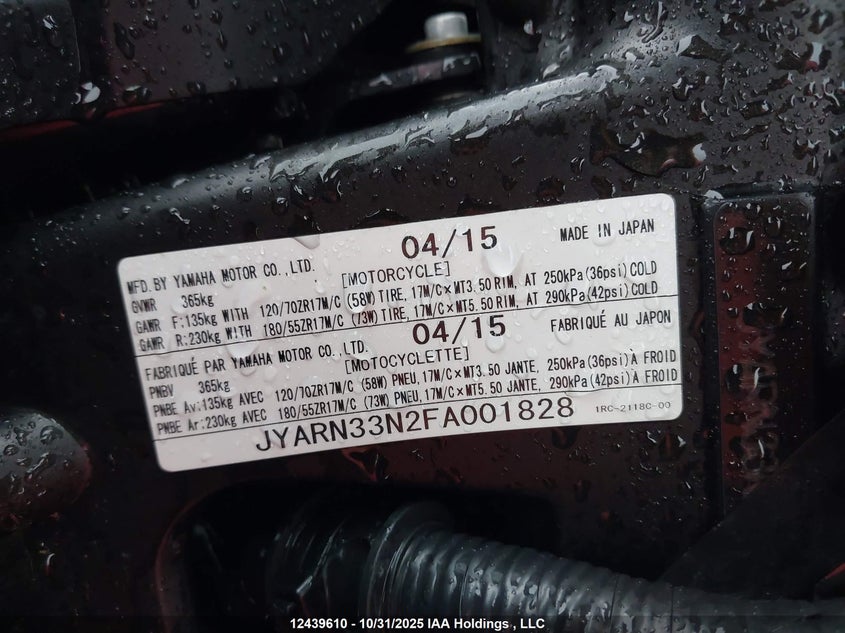 04/15 MADE IN JAPAN
MFD. BY YAMAHA MOTOR CO.,LTD. [MOTORCYCLE]
GVWR 365kg
GAWR F:135kg WITH 120/70ZR17M/C (58W) TIRE, 17M/C×MT3.50 RIM, AT 250kPa(36psi) COLD
GAWR R:230kg WITH 180/55ZR17M/C (73W) TIRE, 17M/C×MT5.50 RIM, AT 290kPa(42psi) COLD
04/15 FABRIQUÉ AU JAPON
FABRIQUÉ PAR YAMAHA MOTOR CO.,LTD. [MOTOCYCLETTE]
PNBV 365kg
PNBE Av:135kg AVEC 120/70ZR17M/C (58W) PNEU, 17M/C×MT3.50 JANTE, 250kPa(36psi) À FROID
PNBE Ar:230kg AVEC 180/55ZR17M/C (73W) PNEU, 17M/C×MT5.50 JANTE, 290kPa(42psi) À FROID
JYARN33N2FA001828 1RC-2118C-00
12439610 - 10/31/2025 IAA Holdings , LLC